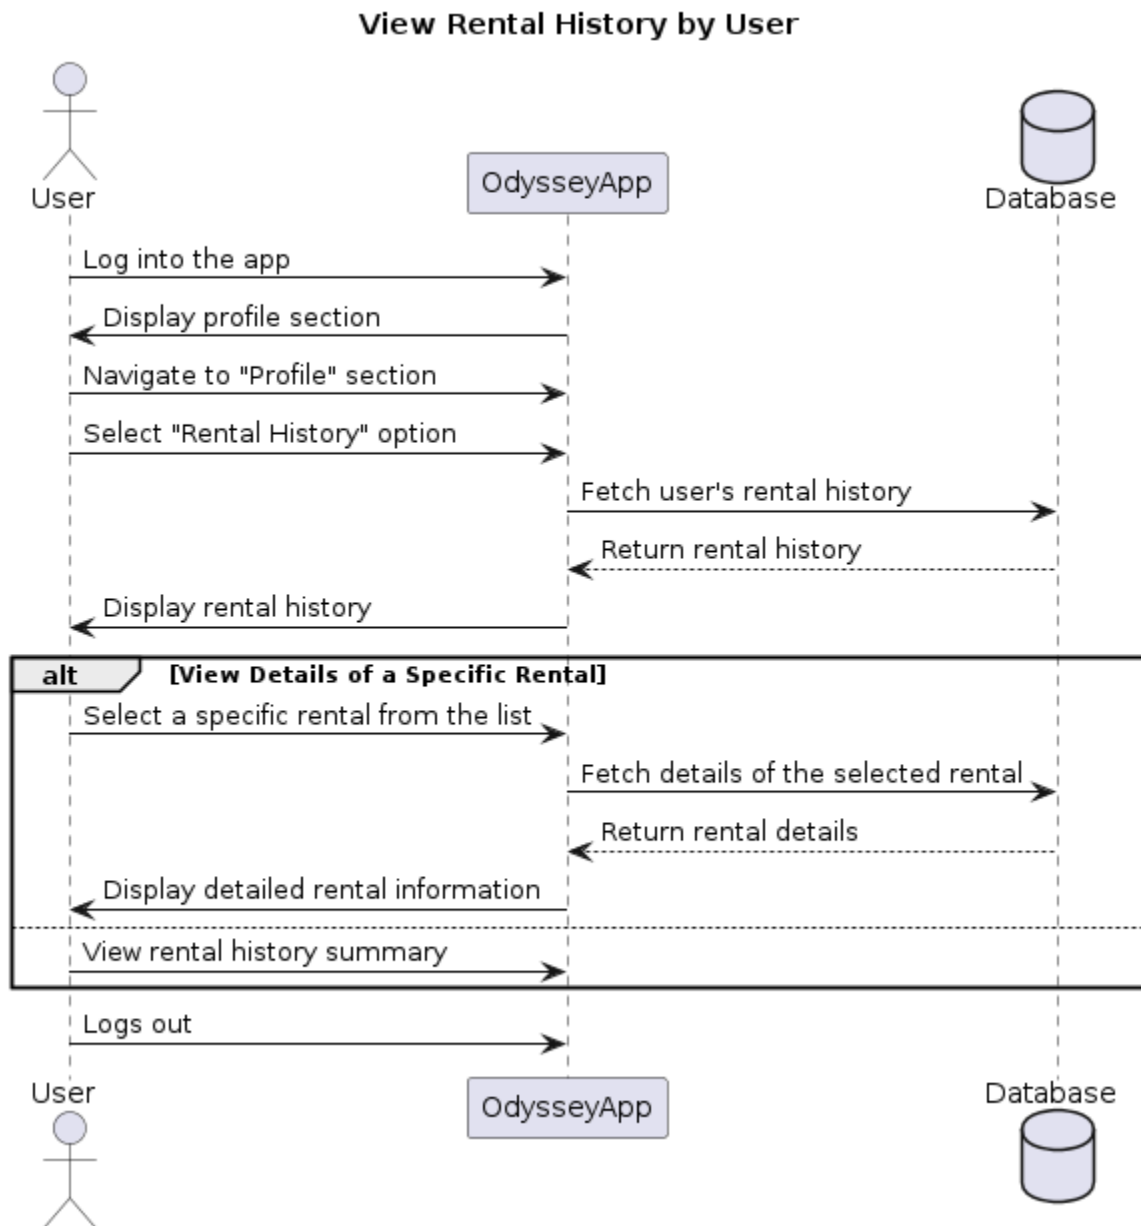 View Rental History by User
User
OdysseyApp
Database
Log into the app
Display profile section
Navigate to "Profile" section
Select "Rental History" option
Fetch user's rental history
Return rental history
Display rental history
alt [View Details of a Specific Rental]
Select a specific rental from the list
Fetch details of the selected rental
Return rental details
Display detailed rental information
View rental history summary
Logs out
User
OdysseyApp
Database